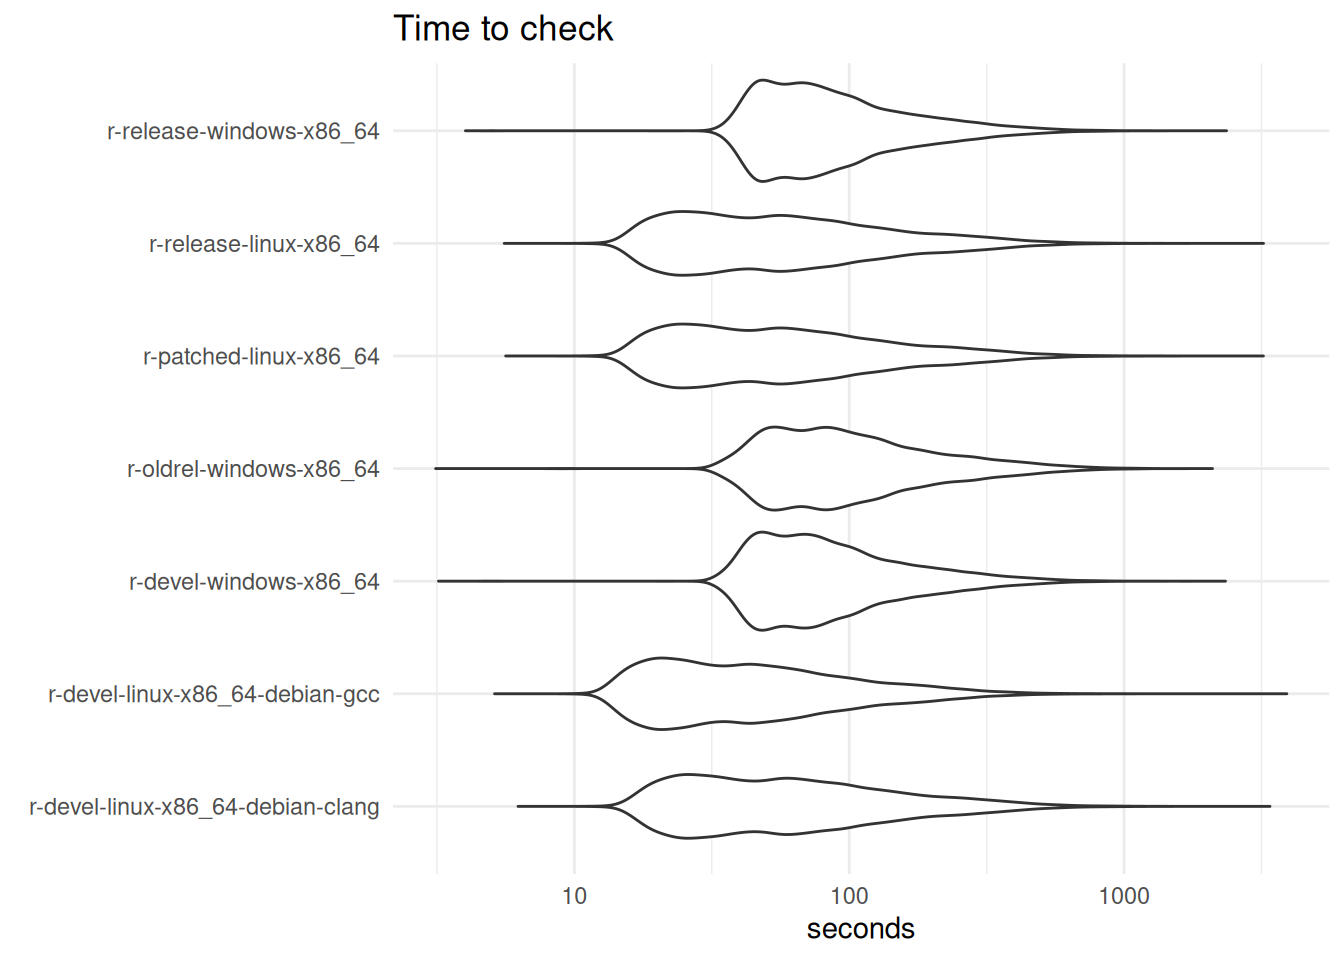 Time to check
r-release-windows-x86_64
r-release-linux-x86_64
r-patched-linux-x86_64
r-oldrel-windows-x86_64
r-devel-windows-x86_64
r-devel-linux-x86_64-debian-gcc
r-devel-linux-x86_64-debian-clang
10 100 1000
seconds